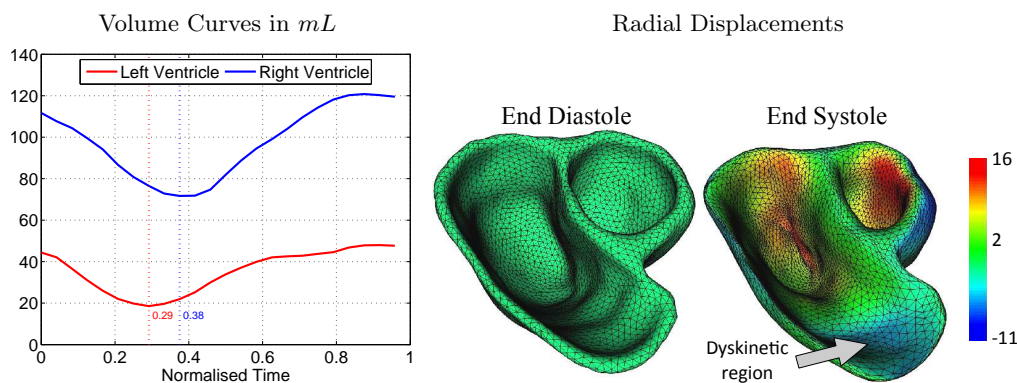 Volume Curves in mL
Radial Displacements
140
120
100
80
60
40
20
0
Left Ventricle
Right Ventricle
0.29
0.38
0
0.2
0.4
0.6
0.8
1
Normalised Time
End Diastole
End Systole
Dyskinetic
region
16
2
-11